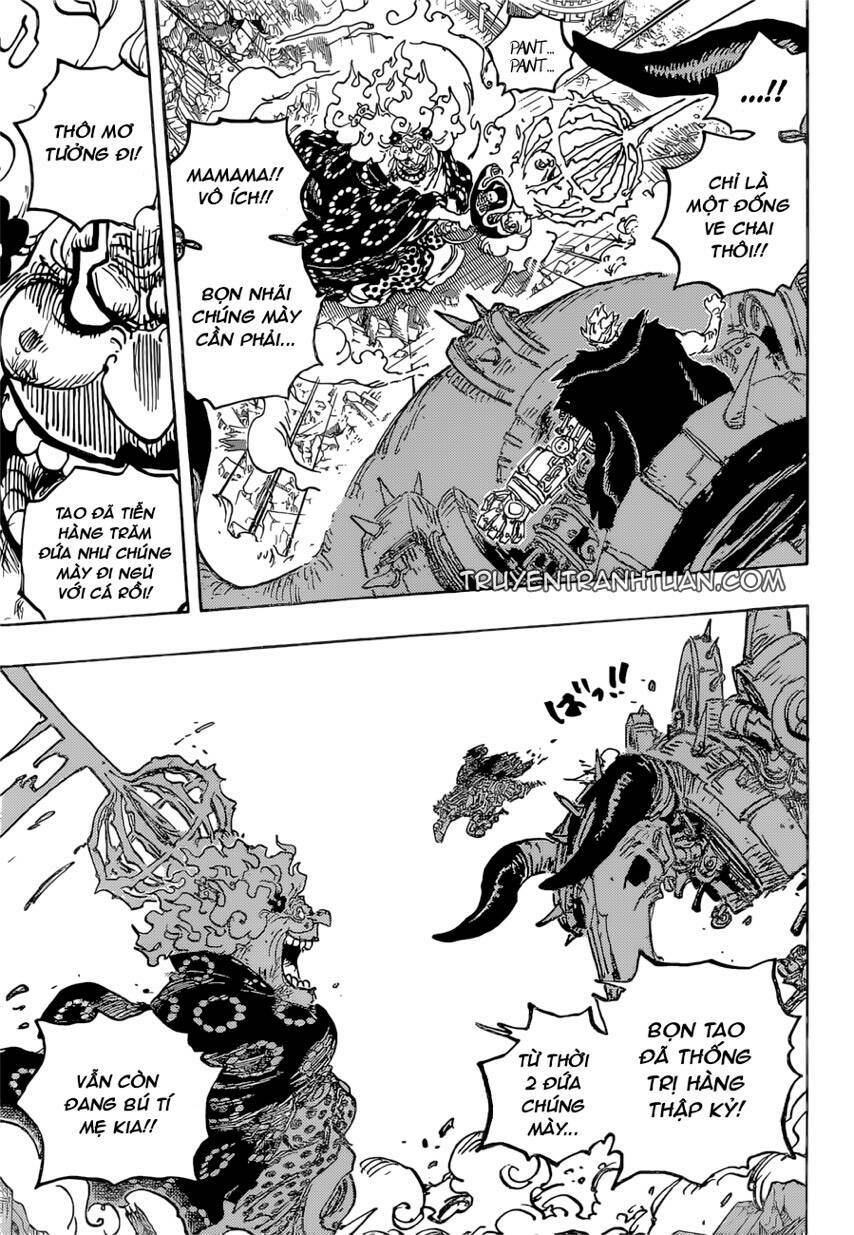 ...!!
CHỈ LÀ
MỘT ĐỐNG
VE CHAI
THÔI!!
PANT...
PANT...
MAMAMA!!
VÔ ÍCH!!
BỌN NHÃI
CHÚNG MÀY
CẦN PHẢI...
THÔI MƠ
TƯỞNG ĐI!
TAO ĐÃ TIỄN
HÀNG TRĂM
ĐỨA NHƯ CHÚNG
MÀY ĐI NGỦ
VỚI CÁ RỒI!
TRUYENTRANHTUAN.COM
ばっ!!
BỌN TAO
ĐÃ THỐNG
TRỊ HÀNG
THẬP KỶ!
TỪ THỜI
2 ĐỨA
CHÚNG
MÀY...
VẪN CÒN
ĐANG BÚ TÍ
MẸ KIA!!